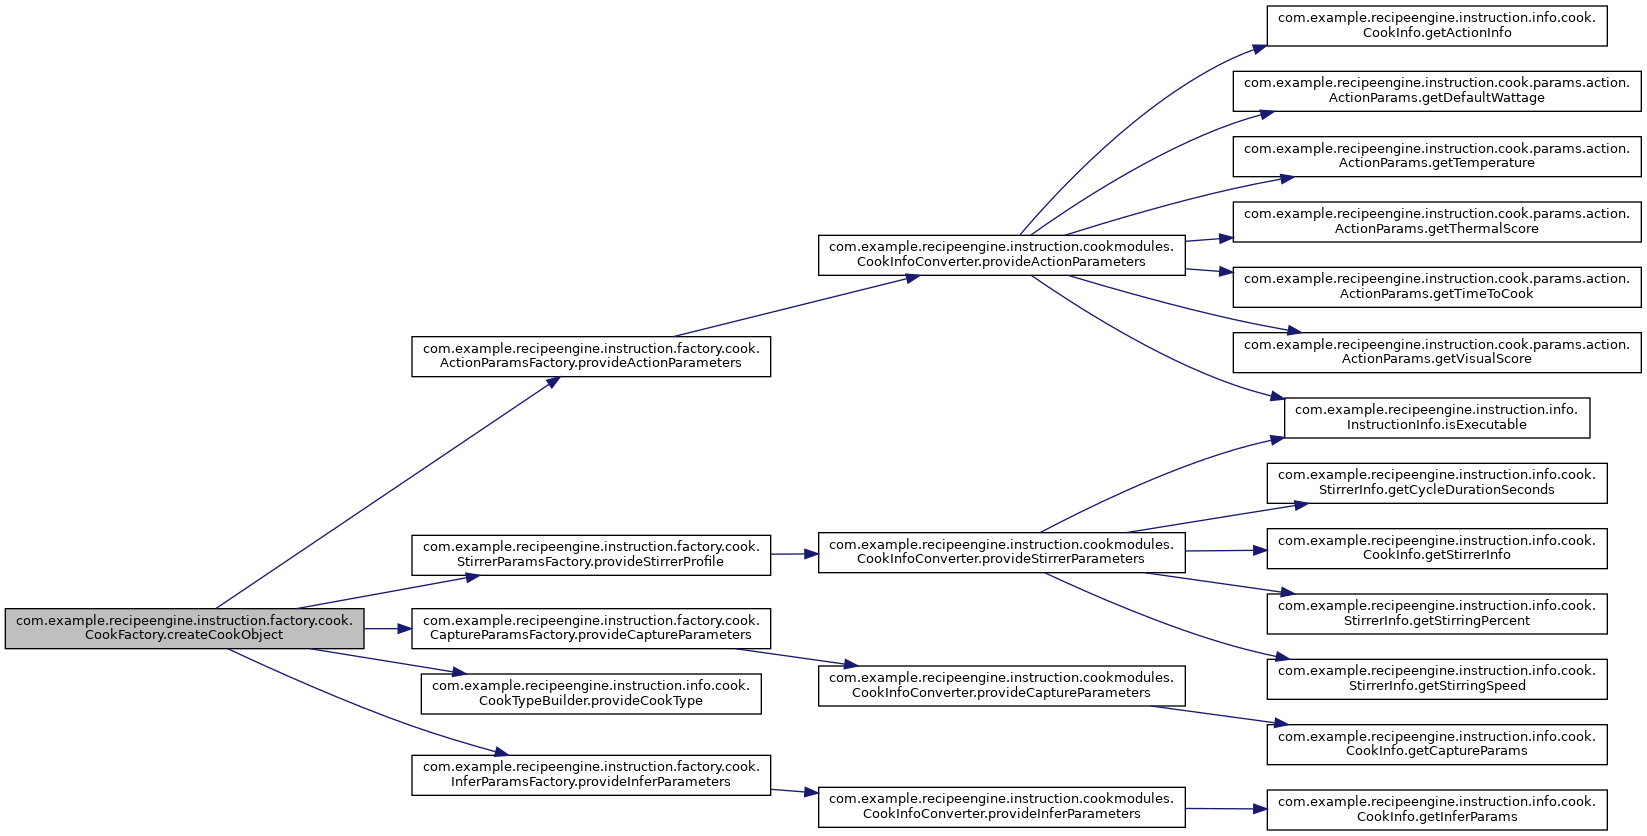 com.example.recipeengine.instruction.info.cook.
CookInfo.getActionInfo
com.example.recipeengine.instruction.cook.params.action.
ActionParams.getDefaultWattage
com.example.recipeengine.instruction.cook.params.action.
ActionParams.getTemperature
com.example.recipeengine.instruction.cook.params.action.
ActionParams.getThermalScore
com.example.recipeengine.instruction.cookmodules.
CookInfoConverter.provideActionParameters
com.example.recipeengine.instruction.cook.params.action.
ActionParams.getTimeToCook
com.example.recipeengine.instruction.cook.params.action.
ActionParams.getVisualScore
com.example.recipeengine.instruction.factory.cook.
ActionParamsFactory.provideActionParameters
com.example.recipeengine.instruction.info.
InstructionInfo.isExecutable
com.example.recipeengine.instruction.info.cook.
StirrerInfo.getCycleDurationSeconds
com.example.recipeengine.instruction.factory.cook.
StirrerParamsFactory.provideStirrerProfile
com.example.recipeengine.instruction.cookmodules.
CookInfoConverter.provideStirrerParameters
com.example.recipeengine.instruction.info.cook.
CookInfo.getStirrerInfo
com.example.recipeengine.instruction.info.cook.
StirrerInfo.getStirringPercent
com.example.recipeengine.instruction.factory.cook.
CookFactory.createCookObject
com.example.recipeengine.instruction.factory.cook.
CaptureParamsFactory.provideCaptureParameters
com.example.recipeengine.instruction.info.cook.
StirrerInfo.getStirringSpeed
com.example.recipeengine.instruction.info.cook.
CookTypeBuilder.provideCookType
com.example.recipeengine.instruction.cookmodules.
CookInfoConverter.provideCaptureParameters
com.example.recipeengine.instruction.info.cook.
CookInfo.getCaptureParams
com.example.recipeengine.instruction.factory.cook.
InferParamsFactory.provideInferParameters
com.example.recipeengine.instruction.cookmodules.
CookInfoConverter.provideInferParameters
com.example.recipeengine.instruction.info.cook.
CookInfo.getInferParams